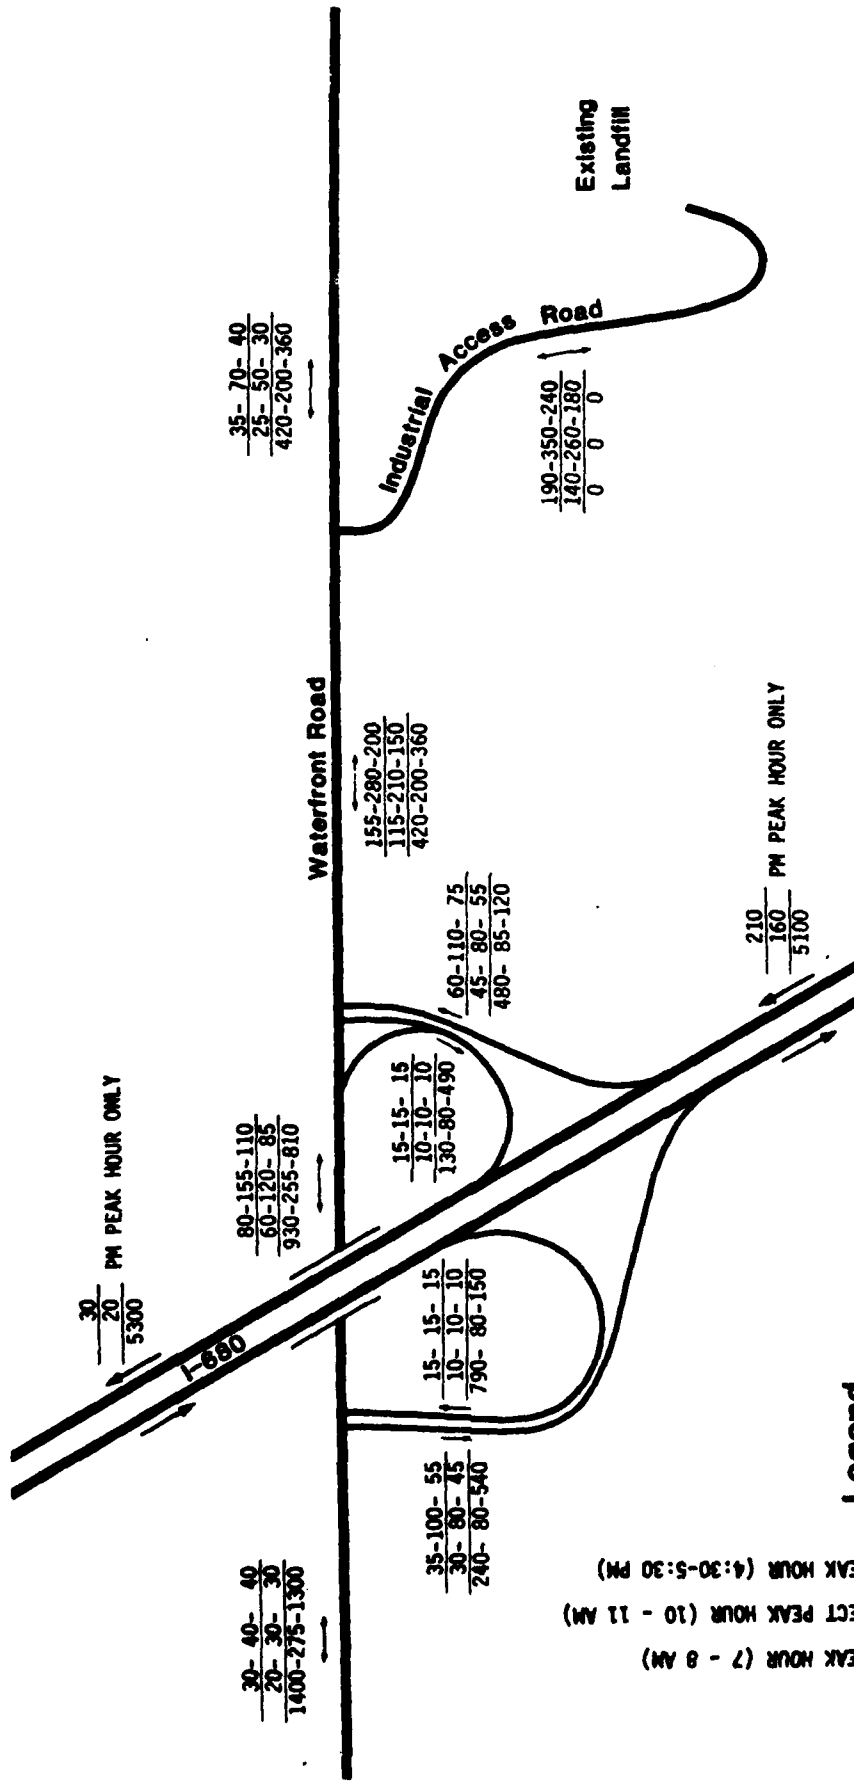 35- 70- 40
25- 50- 30
420-200-360
Existing
Landfill
Industrial Access Road
190-350-240
140-260-180
0 0 0
Waterfront Road
155-280-200
115-210-150
420-200-360
PM PEAK HOUR ONLY
30
20
5300
80-155-110
60-120- 85
930-255-810
60-110- 75
45- 80- 55
480- 85-120
15-15- 15
10-10- 10
130-80-490
210
160
5100
PM PEAK HOUR ONLY
I-680
15- 15- 15
10- 10- 10
790- 80-150
35-100- 55
30- 80- 45
240- 80-540
30- 40- 40
20- 30- 30
1400-275-1300
Legend
EAK HOUR (4:30-5:30 PM)
ECT PEAK HOUR (10 - 11 AM)
EAK HOUR (7 - 8 AM)